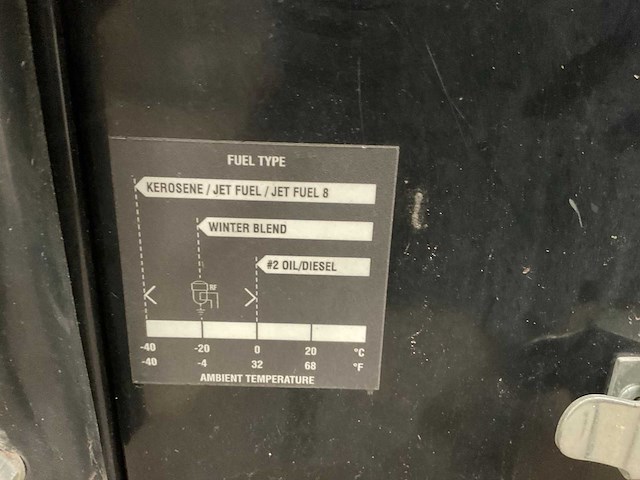 FUEL TYPE
KEROSENE / JET FUEL / JET FUEL 8
WINTER BLEND
#2 OIL/DIESEL
RF
-40 -20 0 20 °C
-40 -4 32 68 °F
AMBIENT TEMPERATURE